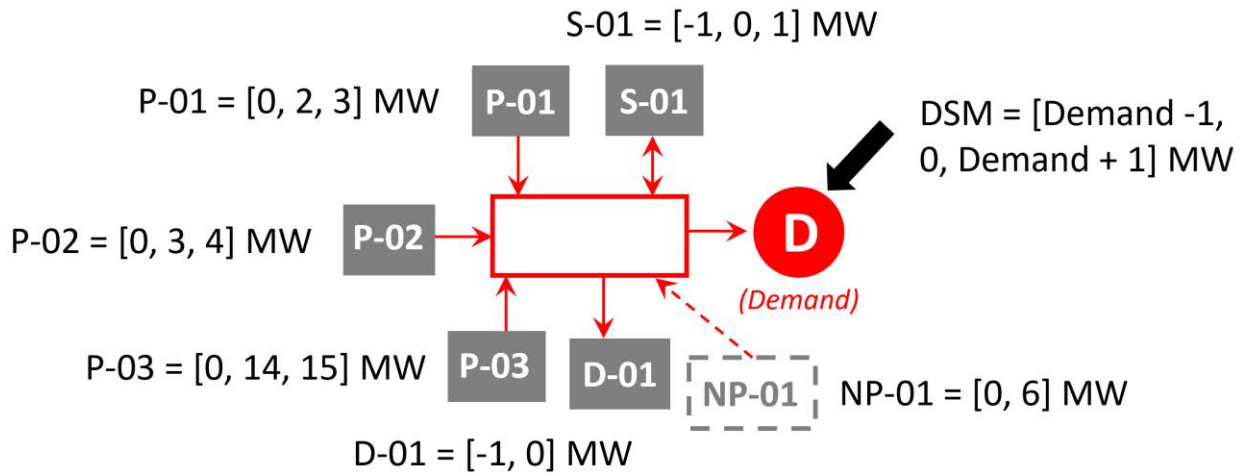 S-01 = [-1, 0, 1] MW
P-01 = [0, 2, 3] MW
P-01
S-01
DSM = [Demand -1,
0, Demand + 1] MW
P-02 = [0, 3, 4] MW
P-02
D
(Demand)
P-03 = [0, 14, 15] MW
P-03
D-01
NP-01
NP-01 = [0, 6] MW
D-01 = [-1, 0] MW